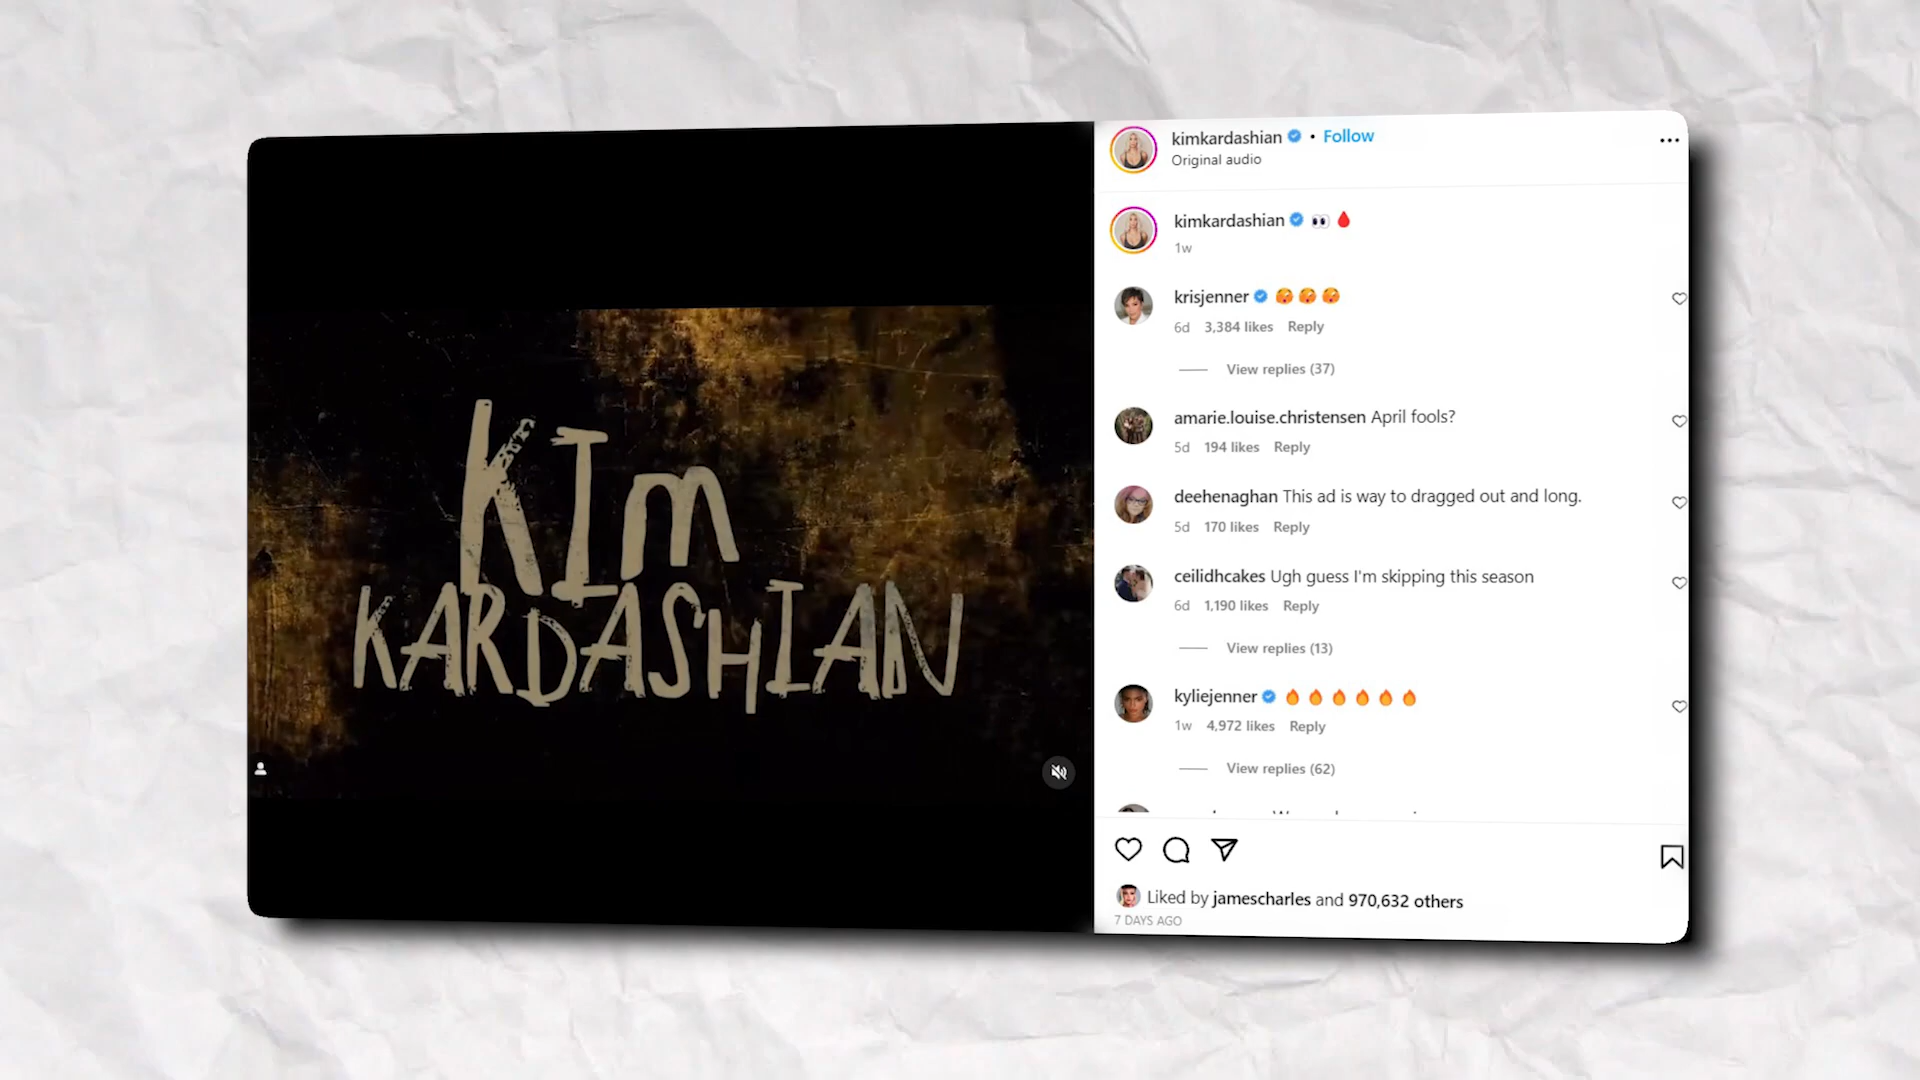 KIm
KARDASHIAN
kimkardashian • Follow
Original audio
kimkardashian 👀 🩸
1w
krisjenner 🫣 🫣 🫣
6d 3,384 likes Reply
View replies (37)
amarie.louise.christensen April fools?
5d 194 likes Reply
deehenaghan This ad is way to dragged out and long.
5d 170 likes Reply
ceilidhcakes Ugh guess I'm skipping this season
6d 1,190 likes Reply
View replies (13)
kyliejenner 🔥 🔥 🔥 🔥 🔥 🔥
1w 4,972 likes Reply
View replies (62)
Liked by jamescharles and 970,632 others
7 DAYS AGO